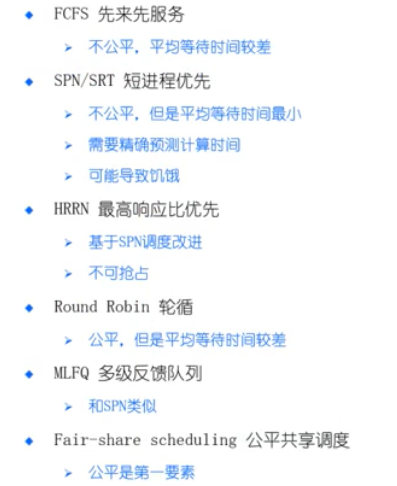 FCFS 先来先服务
不公平，平均等待时间较差
SPN/SRT 短进程优先
不公平，但是平均等待时间最小
需要精确预测计算时间
可能导致饥饿
HRRN 最高响应比优先
基于SPN调度改进
不可抢占
Round Robin 轮循
公平，但是平均等待时间较差
MLFQ 多级反馈队列
和SPN类似
Fair-share scheduling 公平共享调度
公平是第一要素